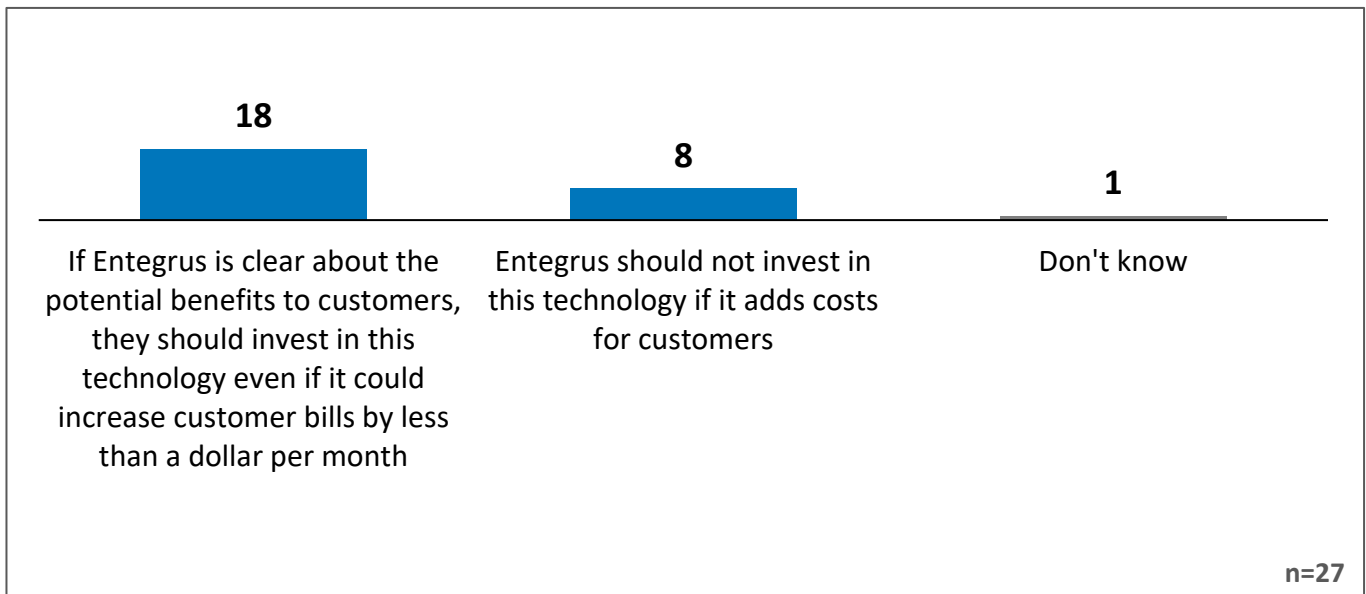 18
8
1
If Entegrus is clear about the
potential benefits to customers,
they should invest in this
technology even if it could
increase customer bills by less
than a dollar per month
Entegrus should not invest in
this technology if it adds costs
for customers
Don't know
n=27